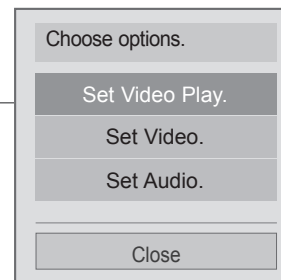 Choose options.
Set Video Play.
Set Video.
Set Audio.
Close